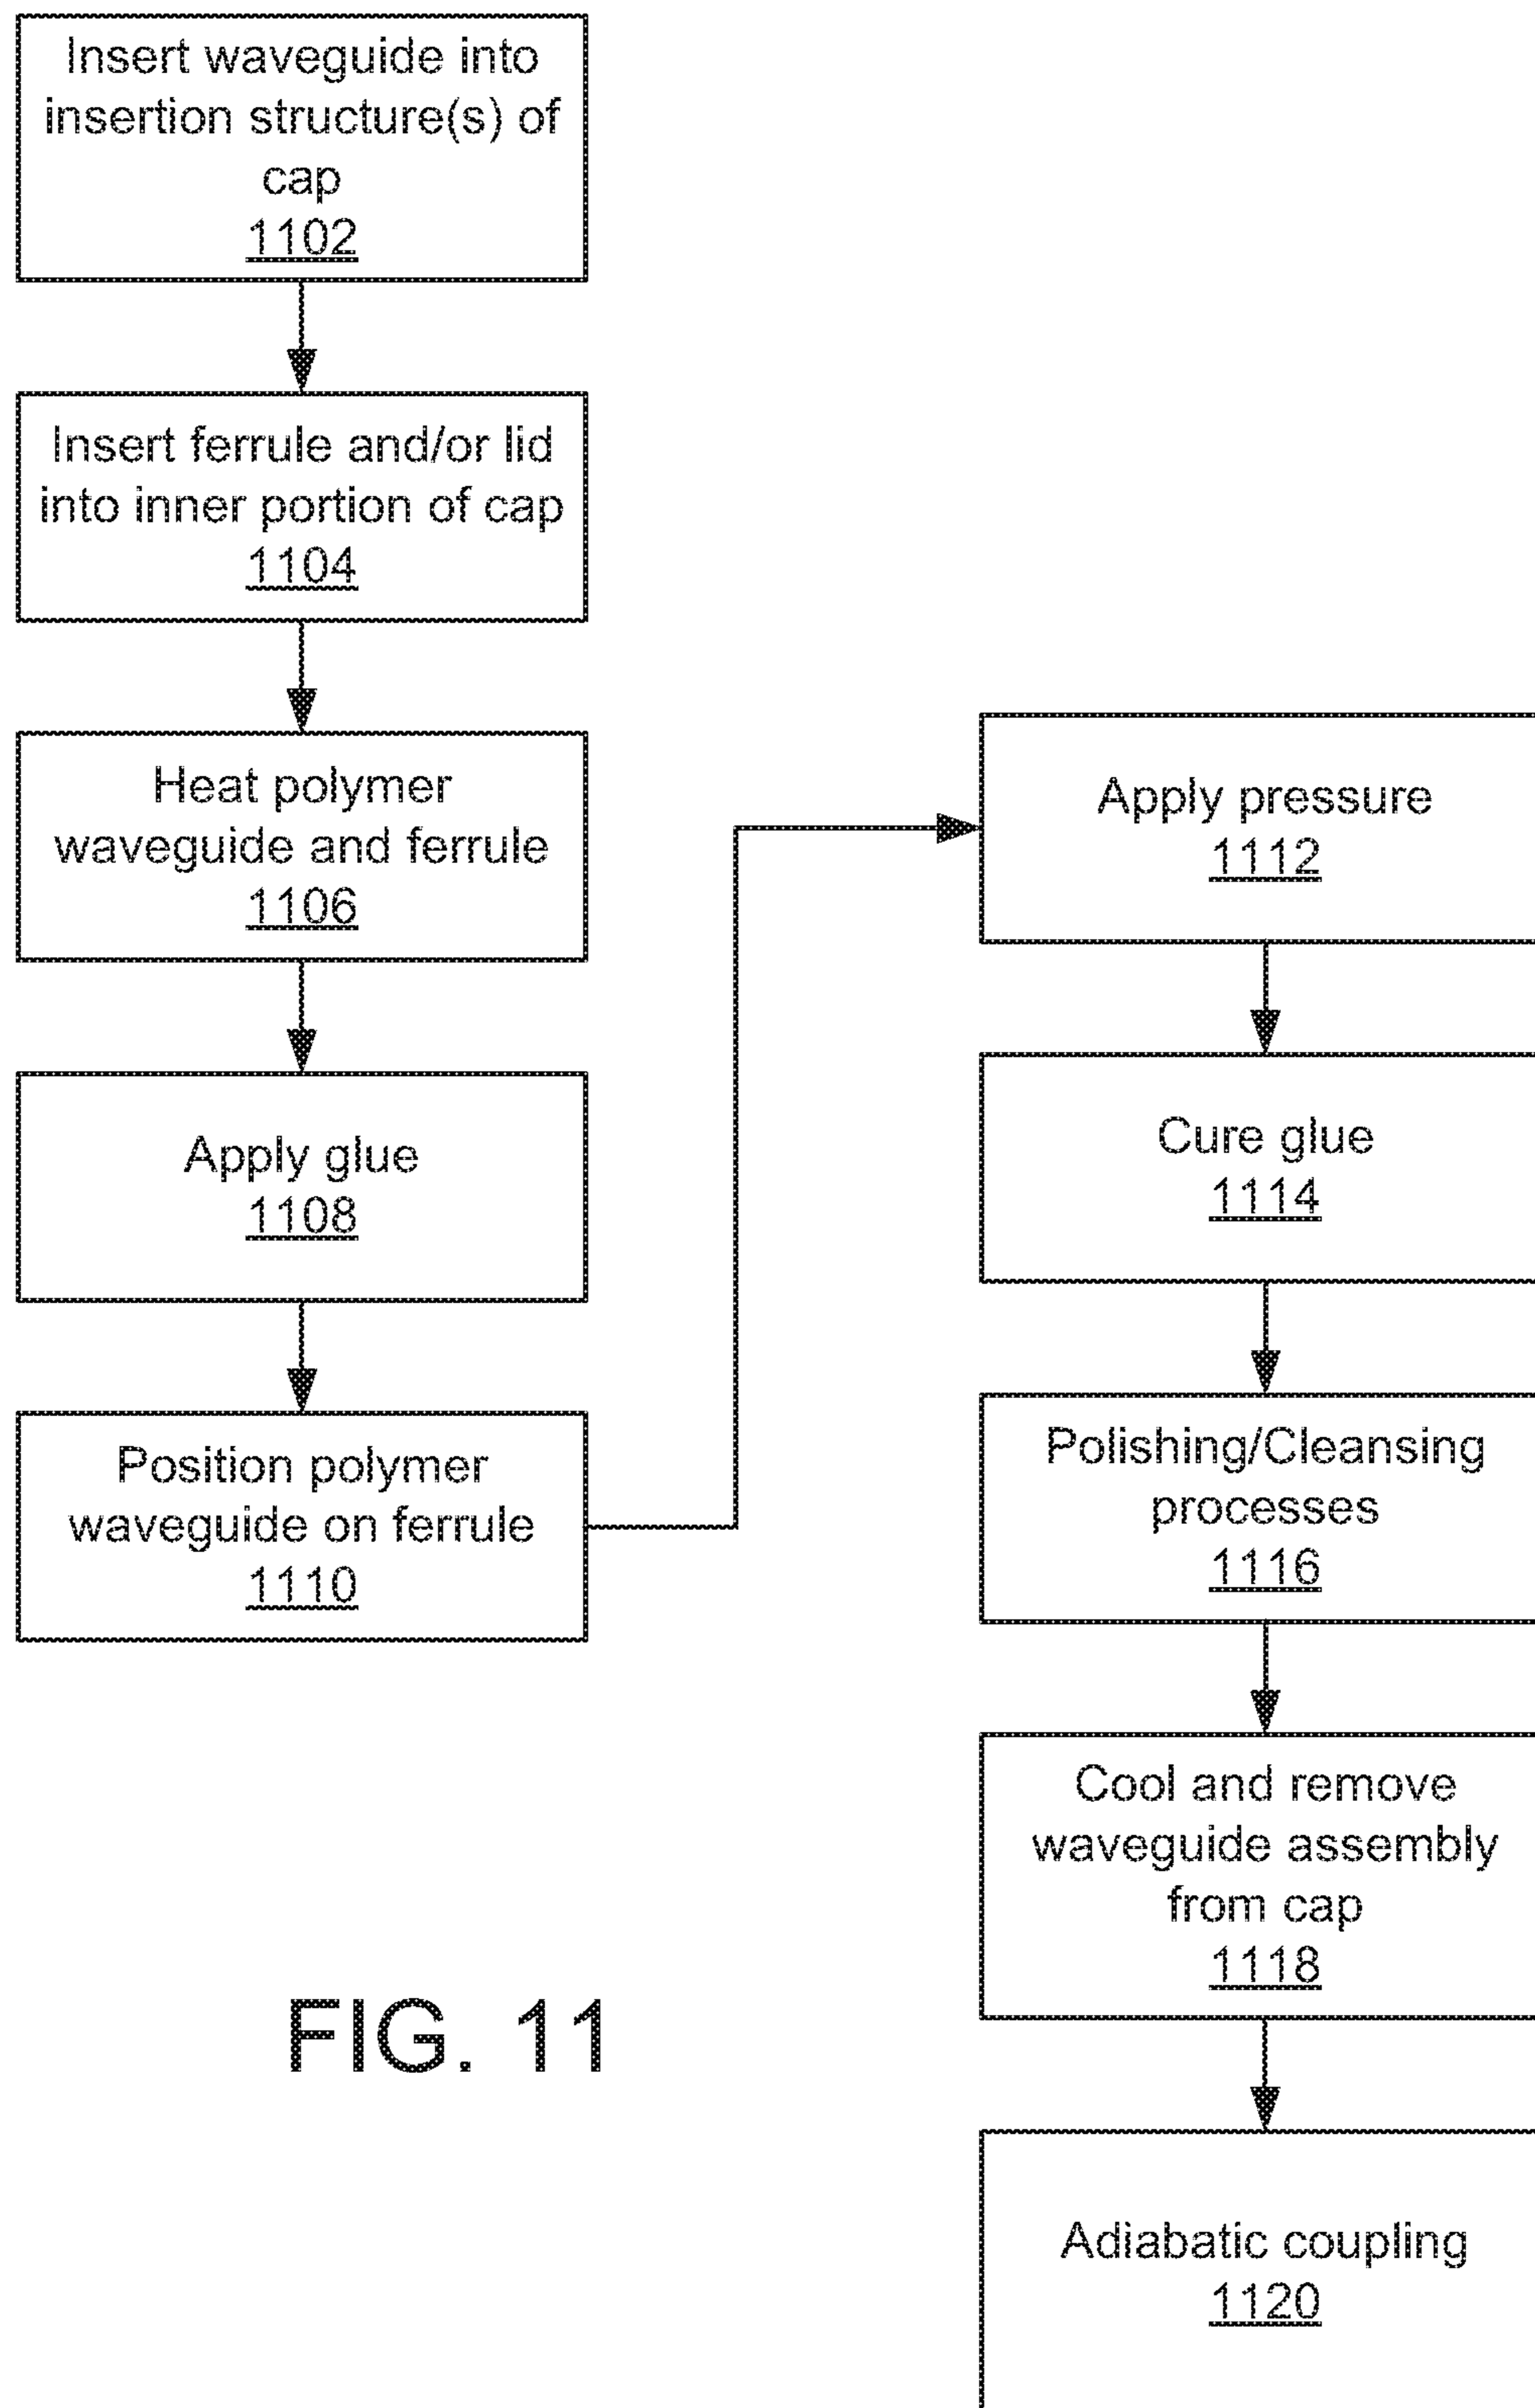 Insert waveguide into
insertion structure(s) of
cap
1102
Insert ferrule and/or lid
into inner portion of cap
1104
Heat polymer
waveguide and ferrule
1106
Apply glue
1108
Position polymer
waveguide on ferrule
1110
Apply pressure
1112
Cure glue
1114
Polishing/Cleansing
processes
1116
Cool and remove
waveguide assembly
from cap
1118
Adiabatic coupling
1120
FIG. 11